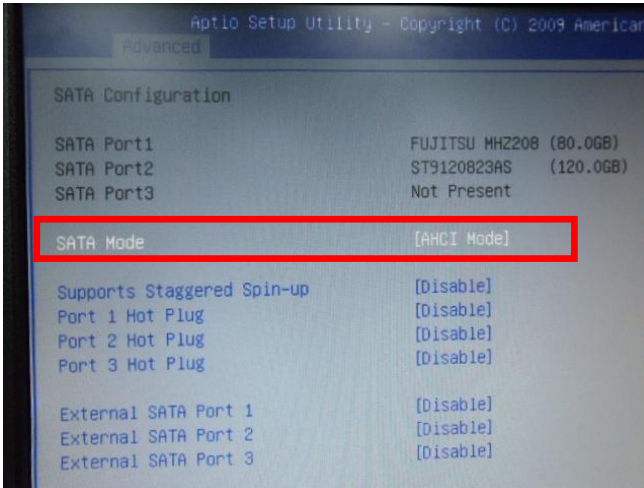 Aptio Setup Utility - Copyright (C) 2009 American
Advanced
SATA Configuration
SATA Port1 FUJITSU MHZ208 (80.0GB)
SATA Port2 ST9120823AS (120.0GB)
SATA Port3 Not Present
SATA Mode [AHCI Mode]
Supports Staggered Spin-up [Disable]
Port 1 Hot Plug [Disable]
Port 2 Hot Plug [Disable]
Port 3 Hot Plug [Disable]
External SATA Port 1 [Disable]
External SATA Port 2 [Disable]
External SATA Port 3 [Disable]